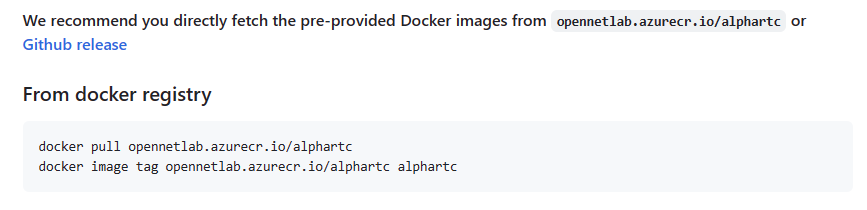 We recommend you directly fetch the pre-provided Docker images from opennetlab.azurecr.io/alphartc or
Github release
From docker registry
docker pull opennetlab.azurecr.io/alphartc
docker image tag opennetlab.azurecr.io/alphartc alphartc